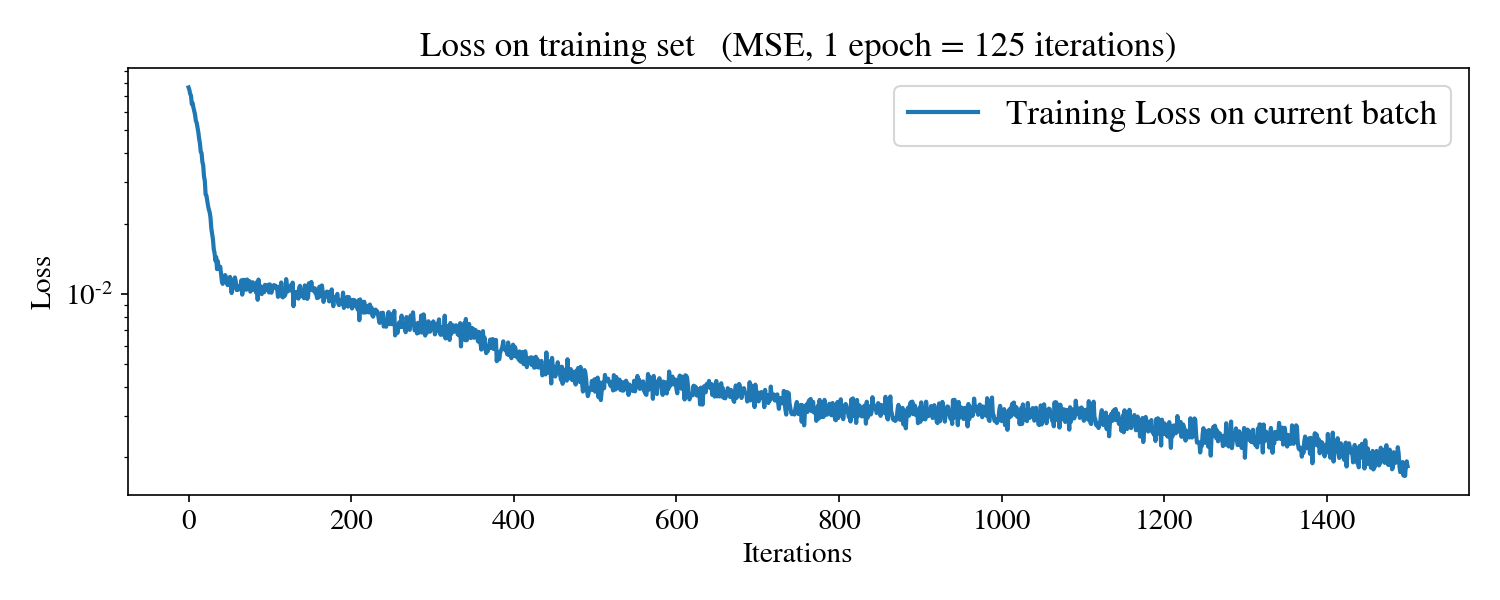 Loss on training set   (MSE, 1 epoch = 125 iterations)
Training Loss on current batch
Loss
10⁻²
0 200 400 600 800 1000 1200 1400
Iterations